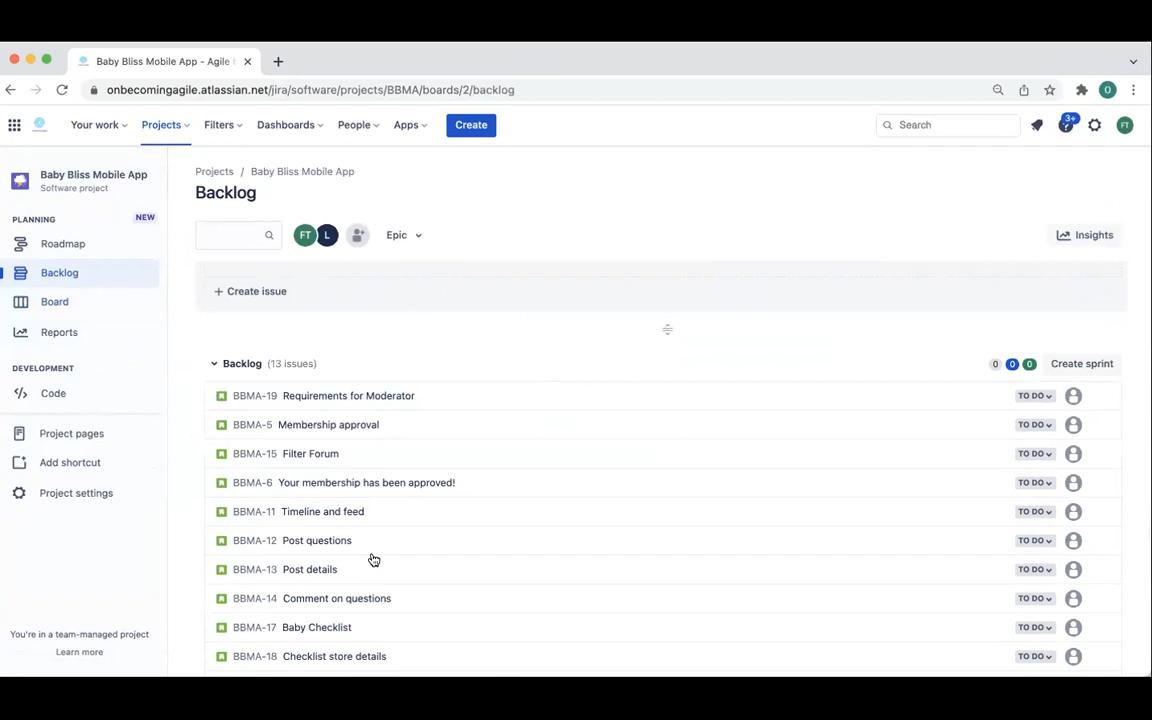 Baby Bliss Mobile App - Agile
onbecomingagile.atlassian.net/jira/software/projects/BBMA/boards/2/backlog
O
Your work
Projects
Filters
Dashboards
People
Apps
Create
Search
3+
FT
Baby Bliss Mobile App
Software project
PLANNING
NEW
Roadmap
Backlog
Board
Reports
DEVELOPMENT
Code
Project pages
Add shortcut
Project settings
You're in a team-managed project
Learn more
Projects / Baby Bliss Mobile App
Backlog
FT L Epic
Insights
+ Create issue
Backlog (13 issues) 0 0 0 Create sprint
BBMA-19 Requirements for Moderator TO DO
BBMA-5 Membership approval TO DO
BBMA-15 Filter Forum TO DO
BBMA-6 Your membership has been approved! TO DO
BBMA-11 Timeline and feed TO DO
BBMA-12 Post questions TO DO
BBMA-13 Post details TO DO
BBMA-14 Comment on questions TO DO
BBMA-17 Baby Checklist TO DO
BBMA-18 Checklist store details TO DO